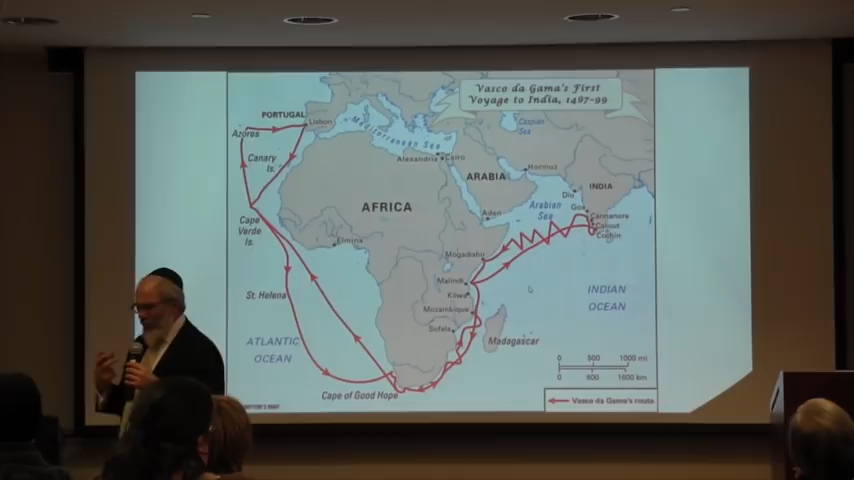 Vasco da Gama's First
Voyage to India, 1497-99
PORTUGAL
Lisbon
Azores
Mediterranean Sea
Caspian
Sea
Canary
Is.
Alexandria
Cairo
Hormuz
ARABIA
INDIA
Diu
AFRICA
Arabian
Sea
Goa
Cannanore
Calicut
Cochin
Aden
Cape
Verde
Is.
Elmina
Mogadishu
Malindi
Kilwa
St. Helena
Mozambique
INDIAN
OCEAN
Sofala
Madagascar
ATLANTIC
OCEAN
0 500 1000 mi
0 800 1600 km
Cape of Good Hope
Vasco da Gama's route